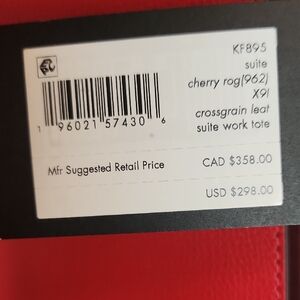 KF895
suite
cherry rog(962)
X9I
crossgrain leat
suite work tote
1 96021 57430 6
Mfr Suggested Retail Price CAD $358.00
USD $298.00